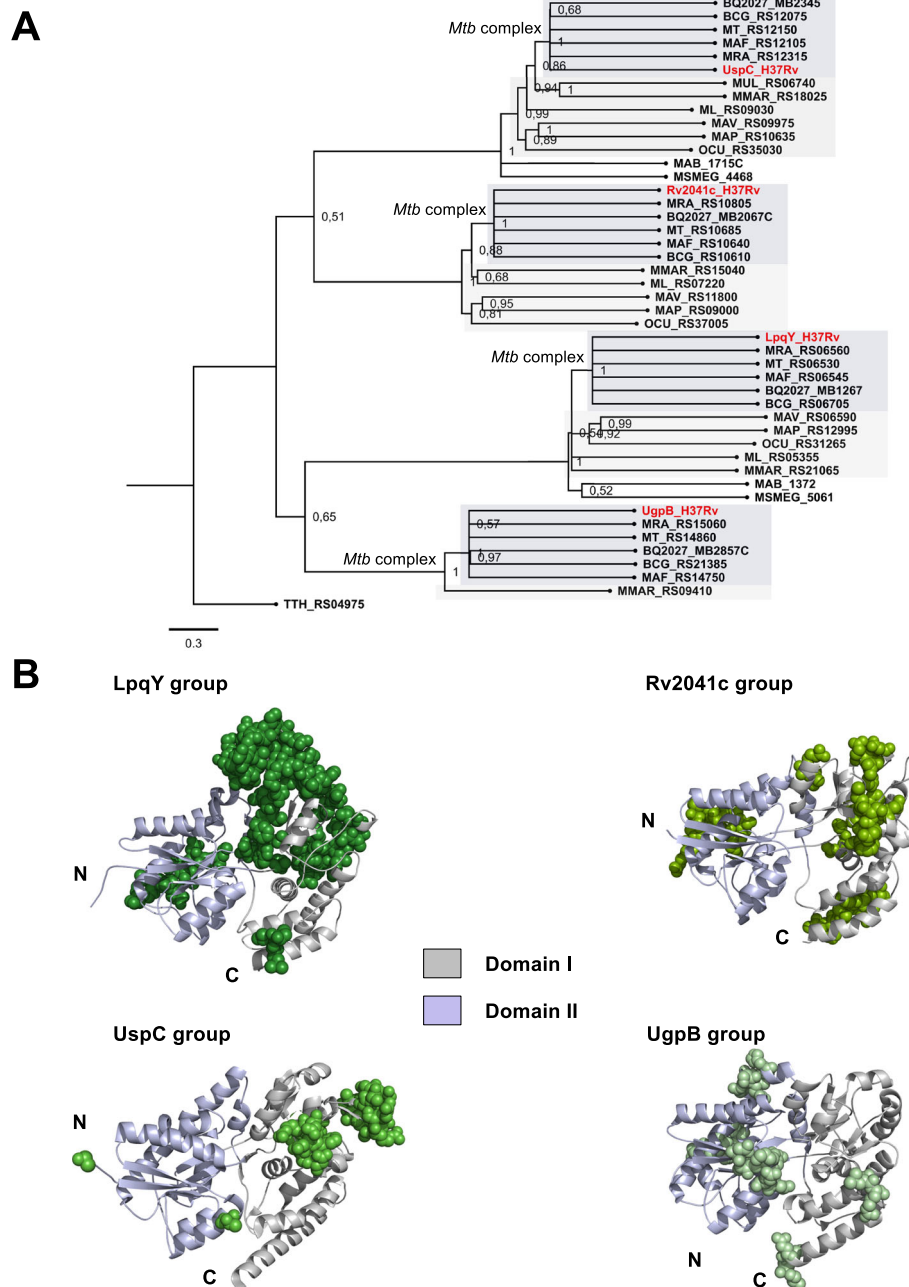 A
BQ2027_MB2345
0,68
BCG_RS12075
Mtb complex
MT_RS12150
1
MAF_RS12105
MRA_RS12315
0,86
UspC_H37Rv
MUL_RS06740
0,94
1
MMAR_RS18025
ML_RS09030
0,99
MAV_RS09975
1
MAP_RS10635
0,89
OCU_RS35030
1
MAB_1715C
MSMEG_4468
Rv2041c_H37Rv
MRA_RS10805
Mtb complex
BQ2027_MB2067C
0,51
1
MT_RS10685
MAF_RS10640
0,88
BCG_RS10610
MMAR_RS15040
0,68
1
ML_RS07220
MAV_RS11800
0,95
MAP_RS09000
0,81
OCU_RS37005
LpqY_H37Rv
MRA_RS06560
Mtb complex
MT_RS06530
1
MAF_RS06545
BQ2027_MB1267
BCG_RS06705
MAV_RS06590
0,99
MAP_RS12995
0,92
OCU_RS31265
ML_RS05355
1
MMAR_RS21065
MAB_1372
0,52
MSMEG_5061
UgpB_H37Rv
0,65
0,57
MRA_RS15060
MT_RS14860
Mtb complex
1
BQ2027_MB2857C
0,97
BCG_RS21385
1
MAF_RS14750
MMAR_RS09410
TTH_RS04975
0.3
B
LpqY group
Rv2041c group
N
N
C
C
Domain I
Domain II
UspC group
UgpB group
N
N
C
C